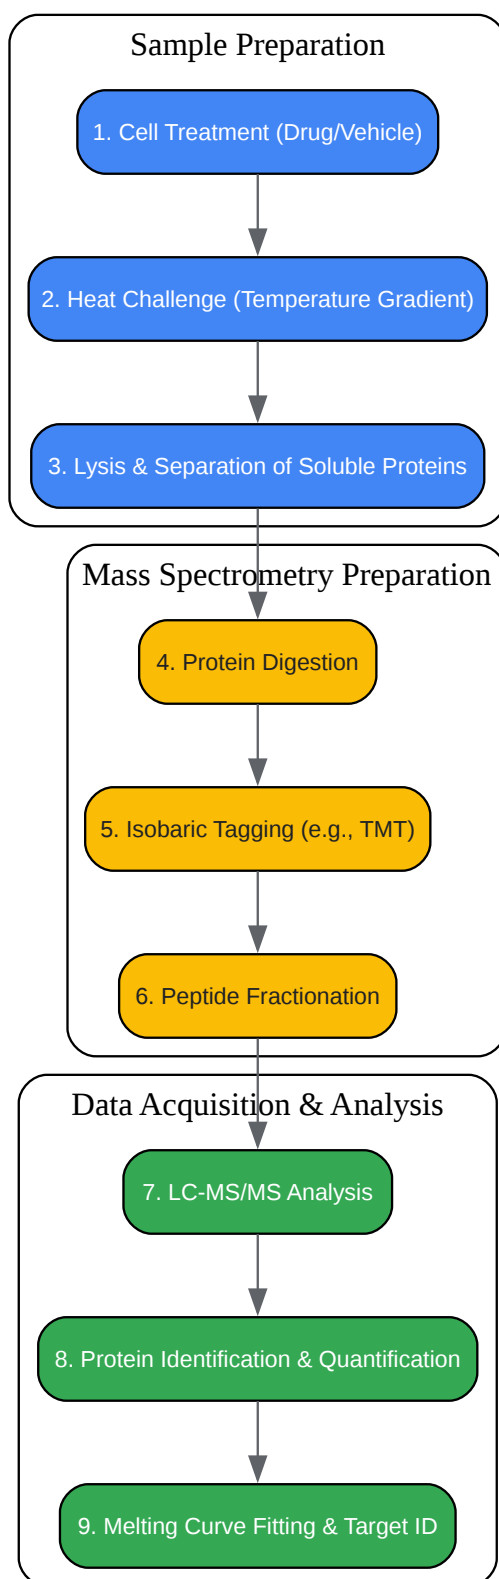 Sample Preparation
1. Cell Treatment (Drug/Vehicle)
2. Heat Challenge (Temperature Gradient)
3. Lysis & Separation of Soluble Proteins
Mass Spectrometry Preparation
4. Protein Digestion
5. Isobaric Tagging (e.g., TMT)
6. Peptide Fractionation
Data Acquisition & Analysis
7. LC-MS/MS Analysis
8. Protein Identification & Quantification
9. Melting Curve Fitting & Target ID